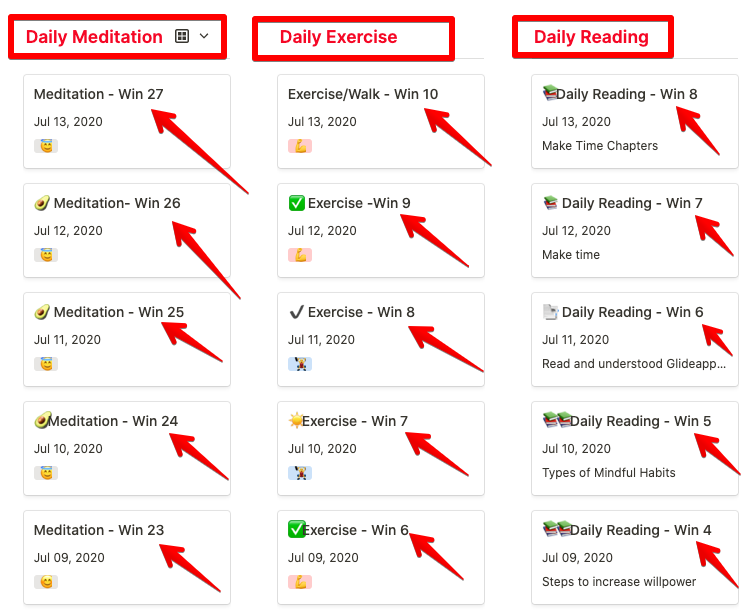 Daily Meditation
Meditation - Win 27
Jul 13, 2020
Meditation- Win 26
Jul 12, 2020
Meditation - Win 25
Jul 11, 2020
Meditation - Win 24
Jul 10, 2020
Meditation - Win 23
Jul 09, 2020
Daily Exercise
Exercise/Walk - Win 10
Jul 13, 2020
Exercise -Win 9
Jul 12, 2020
Exercise - Win 8
Jul 11, 2020
Exercise - Win 7
Jul 10, 2020
Exercise - Win 6
Jul 09, 2020
Daily Reading
Daily Reading - Win 8
Jul 13, 2020
Make Time Chapters
Daily Reading - Win 7
Jul 12, 2020
Make time
Daily Reading - Win 6
Jul 11, 2020
Read and understood Glideapp...
Daily Reading - Win 5
Jul 10, 2020
Types of Mindful Habits
Daily Reading - Win 4
Jul 09, 2020
Steps to increase willpower